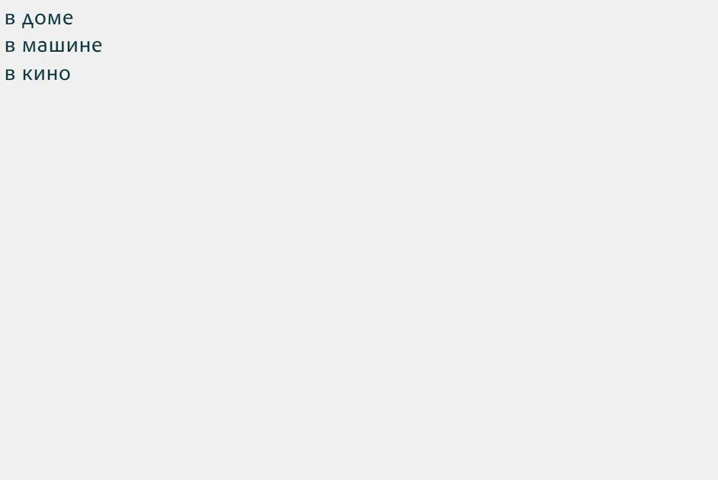 в доме
в машине
в кино